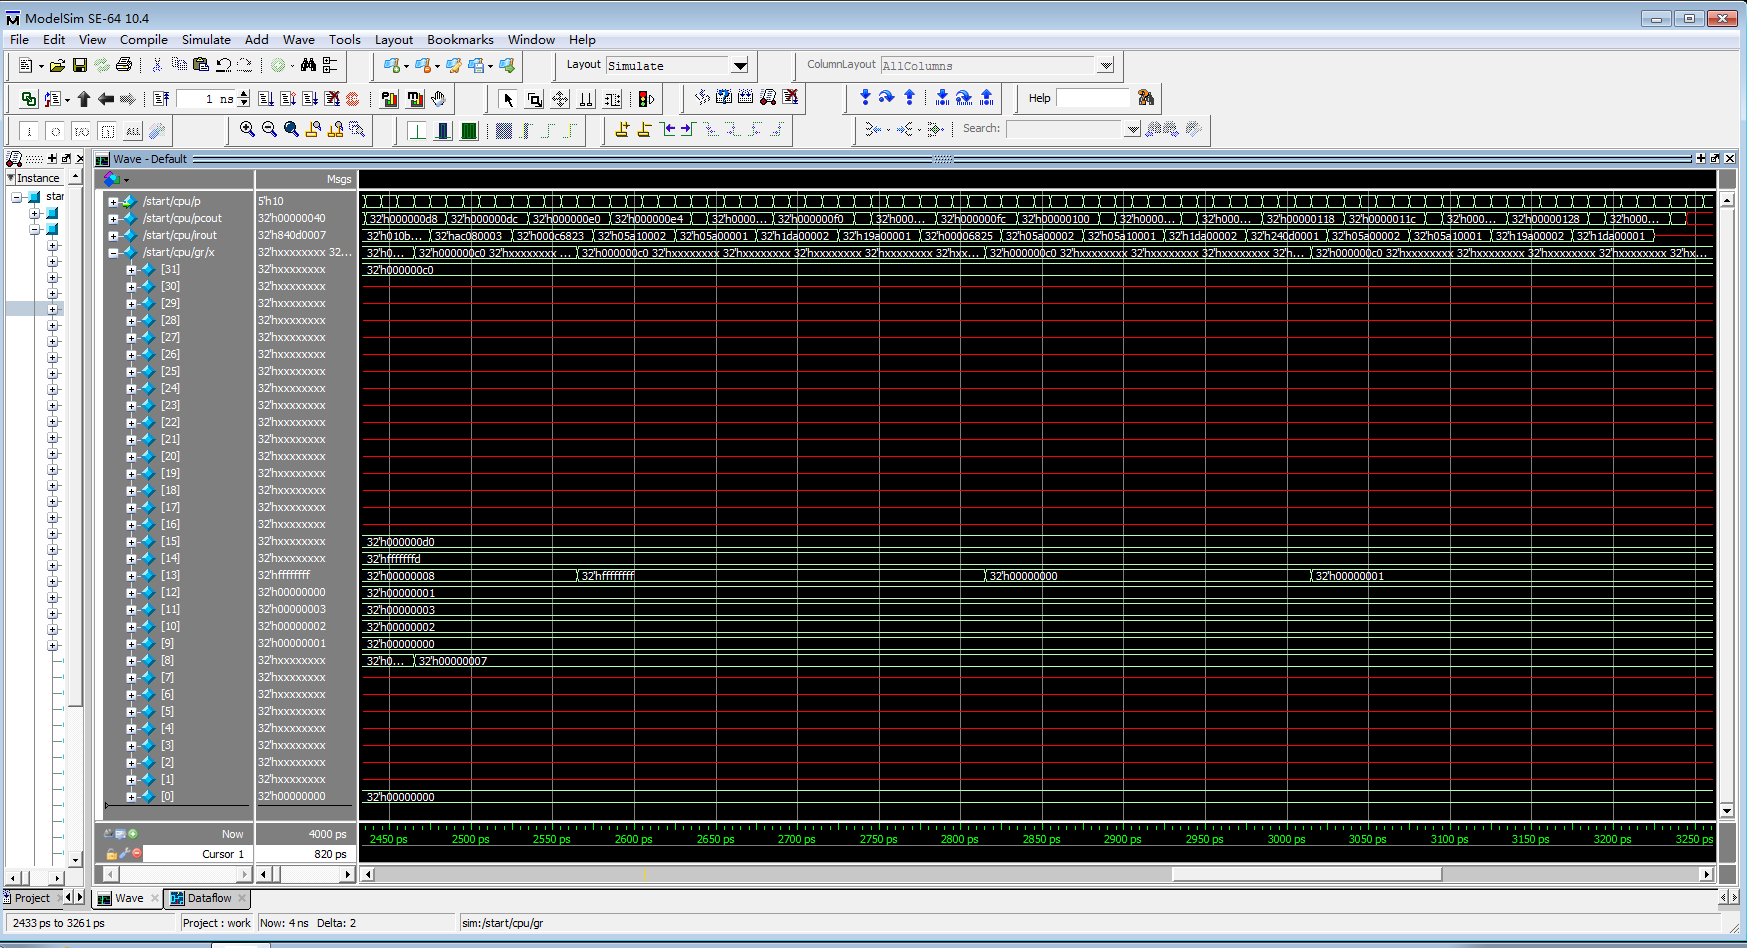 ModelSim SE-64 10.4
File Edit View Compile Simulate Add Wave Tools Layout Bookmarks Window Help
Layout Simulate ColumnLayout AllColumns
1 ns Help
Search:
Wave - Default
Instance Msgs
star
/start/cpu/p 5'h10
/start/cpu/pcout 32'h00000040 32'h000000d8 32'h000000dc 32'h000000e0 32'h000000e4 32'h0000... 32'h000000f0 32'h000... 32'h000000fc 32'h00000100 32'h0000... 32'h000... 32'h00000118 32'h0000011c 32'h000... 32'h00000128 32'h000...
/start/cpu/irout 32'h840d0007 32'h010b... 32'hac080003 32'h000c6823 32'h05a10002 32'h05a00001 32'h1da00002 32'h19a00001 32'h00006825 32'h05a00002 32'h05a10001 32'h1da00002 32'h240d0001 32'h05a00002 32'h05a10001 32'h19a00002 32'h1da00001
/start/cpu/gr/x 32'hxxxxxxxx 32... 32'h0... 32'h000000c0 32'hxxxxxxxx ... 32'h000000c0 32'hxxxxxxxx 32'hxxxxxxxx 32'hxxxxxxxx 32'hxxxxxxxx 32'hxx... 32'h000000c0 32'hxxxxxxxx 32'hxxxxxxxx 32'hxxxxxxxx 32'h... 32'h000000c0 32'hxxxxxxxx 32'hxxxxxxxx 32'hxxxxxxxx 32'hxxxxxxxx 32'hx...
[31] 32'hxxxxxxxx 32'h000000c0
[30] 32'hxxxxxxxx
[29] 32'hxxxxxxxx
[28] 32'hxxxxxxxx
[27] 32'hxxxxxxxx
[26] 32'hxxxxxxxx
[25] 32'hxxxxxxxx
[24] 32'hxxxxxxxx
[23] 32'hxxxxxxxx
[22] 32'hxxxxxxxx
[21] 32'hxxxxxxxx
[20] 32'hxxxxxxxx
[19] 32'hxxxxxxxx
[18] 32'hxxxxxxxx
[17] 32'hxxxxxxxx
[16] 32'hxxxxxxxx
[15] 32'hxxxxxxxx 32'h000000d0
[14] 32'hxxxxxxxx 32'hfffffffd
[13] 32'hffffffff 32'h00000008 32'hffffffff 32'h00000000 32'h00000001
[12] 32'h00000000 32'h00000001
[11] 32'h00000003 32'h00000003
[10] 32'h00000002 32'h00000002
[9] 32'h00000001 32'h00000000
[8] 32'hxxxxxxxx 32'h0... 32'h00000007
[7] 32'hxxxxxxxx
[6] 32'hxxxxxxxx
[5] 32'hxxxxxxxx
[4] 32'hxxxxxxxx
[3] 32'hxxxxxxxx
[2] 32'hxxxxxxxx
[1] 32'hxxxxxxxx
[0] 32'h00000000 32'h00000000
Now 4000 ps 2450 ps 2500 ps 2550 ps 2600 ps 2650 ps 2700 ps 2750 ps 2800 ps 2850 ps 2900 ps 2950 ps 3000 ps 3050 ps 3100 ps 3150 ps 3200 ps 3250 ps
Cursor 1 820 ps
Project Wave Dataflow
2433 ps to 3261 ps Project : work Now: 4 ns Delta: 2 sim:/start/cpu/gr